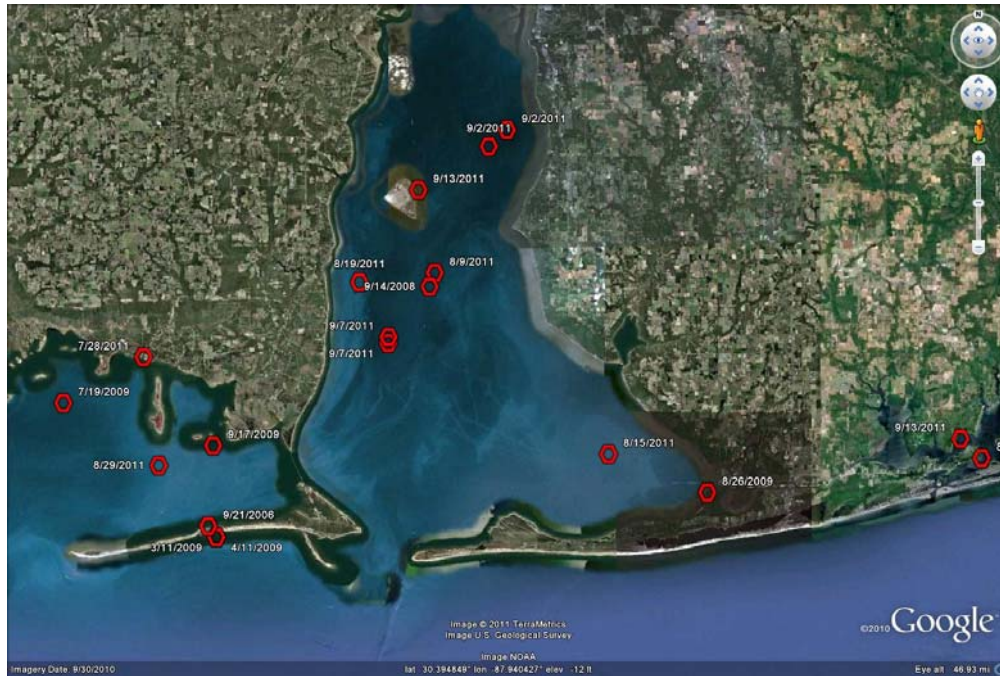 N
9/2/2011
9/2/2011
9/13/2011
8/19/2011
8/9/2011
9/14/2008
9/7/2011
9/7/2011
7/28/2011
7/19/2009
9/17/2009
8/29/2011
8/15/2011
9/13/2011
8
8/26/2009
9/21/2006
3/11/2009
4/11/2009
Image © 2011 TerraMetrics
Image U.S. Geological Survey
©2010 Google
Image NOAA
Imagery Date: 9/30/2010
lat 30.394849° lon -87.940427° elev -12 ft
Eye alt 46.93 mi